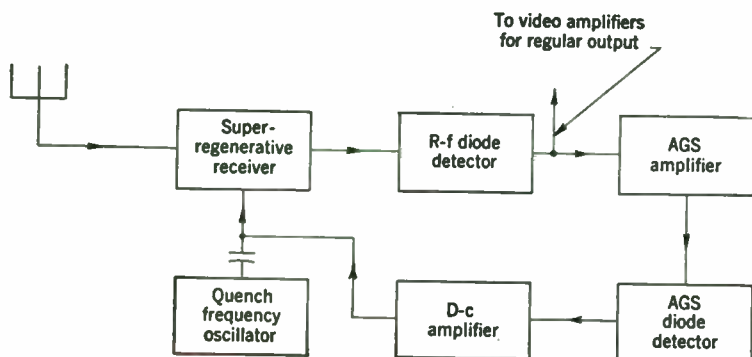 To video amplifiers
for regular output
Super-
regenerative
receiver
R-f diode
detector
AGS
amplifier
Quench
frequency
oscillator
D-c
amplifier
AGS
diode
detector